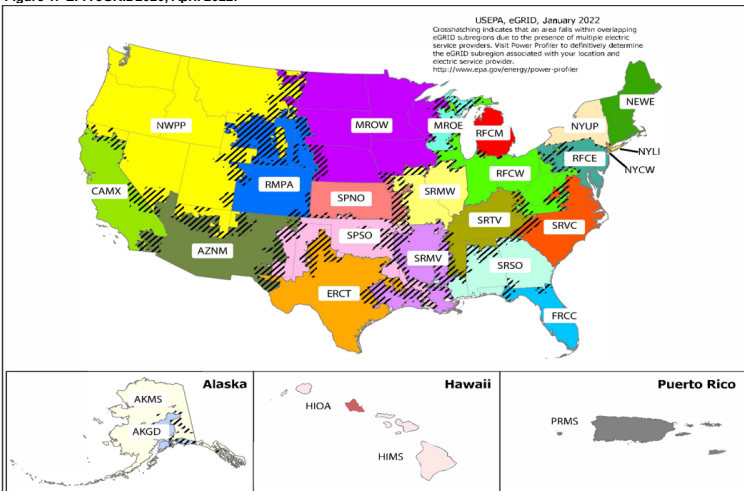 USEPA, eGRID, January 2022
Crosshatching indicates that an area falls within overlapping
eGRID subregions due to the presence of multiple electric
service providers. Visit Power Profiler to definitively determine
the eGRID subregion associated with your location and
electric service provider.
http://www.epa.gov/energy/power-profiler
NEWE
NWPP
MROW
MROE
RFCM
NYUP
NYLI
RFCE
NYCW
CAMX
RMPA
RFCW
SPNO
SRMW
SRVC
SRTV
SPSO
AZNM
SRMV
SRSO
ERCT
FRCC
Alaska
AKMS
AKGD
Hawaii
HIOA
HIMS
Puerto Rico
PRMS